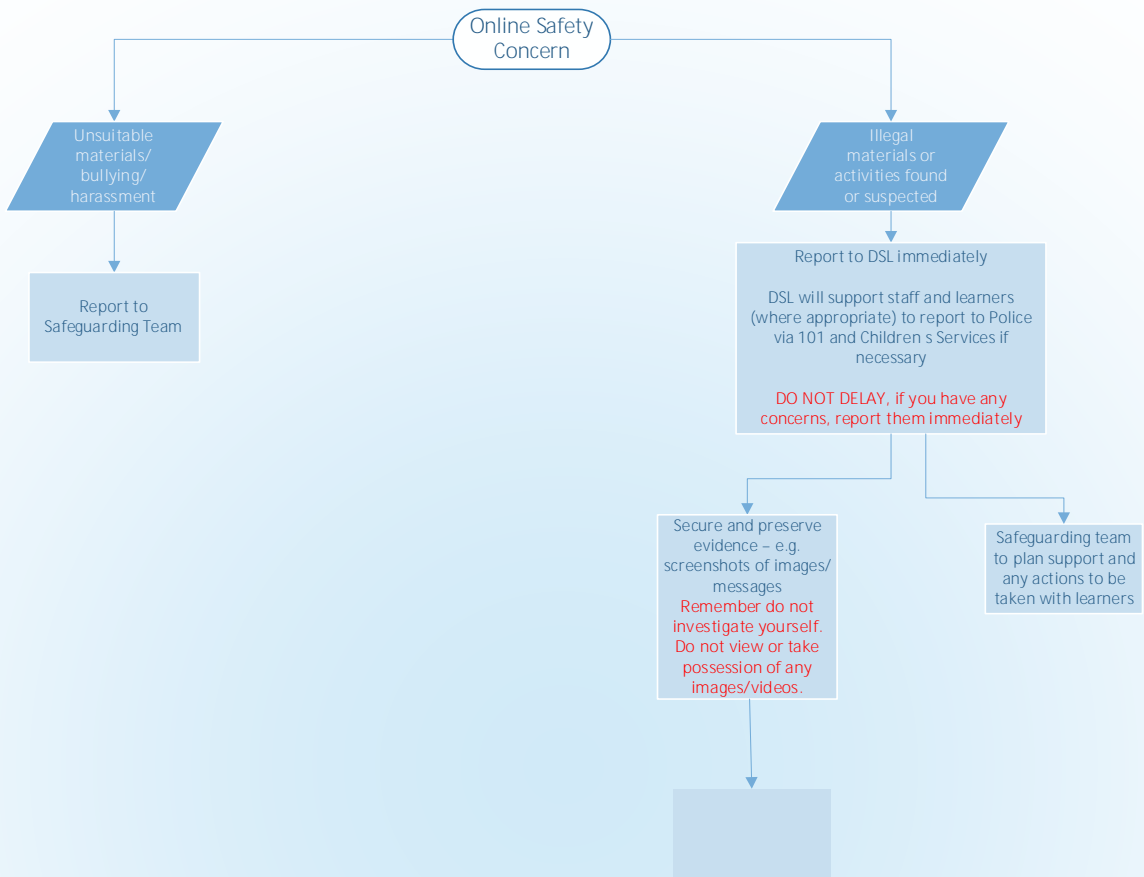 Online Safety
Concern
Unsuitable
materials/
bullying/
harassment
Report to
Safeguarding Team
Illegal
materials or
activities found
or suspected
Report to DSL immediately
DSL will support staff and learners
(where appropriate) to report to Police
via 101 and Children s Services if
necessary
DO NOT DELAY, if you have any
concerns, report them immediately
Secure and preserve
evidence – e.g.
screenshots of images/
messages
Remember do not
investigate yourself.
Do not view or take
possession of any
images/videos.
Safeguarding team
to plan support and
any actions to be
taken with learners